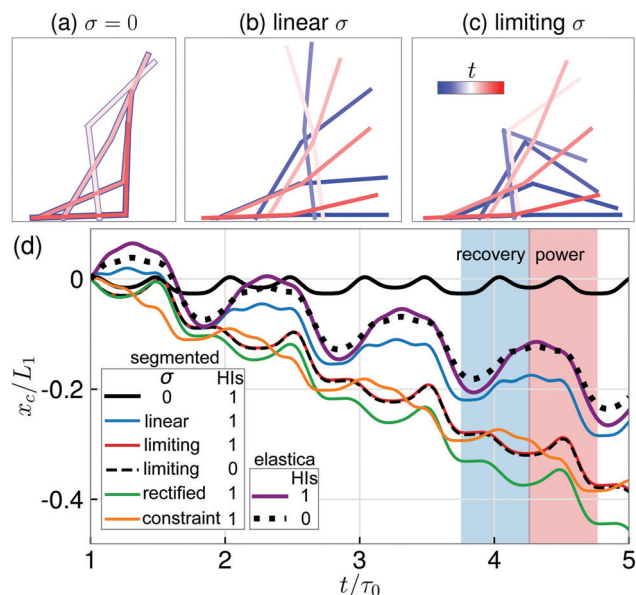 (a) σ = 0
(b) linear σ
(c) limiting σ
t
(d)
recovery power
0
-0.2
-0.4
x_c/L_1
segmented
σ HIs
0 1
linear 1
limiting 1
limiting 0
rectified 1
constraint 1
elastica
HIs
1
0
1 2 3 4 5
t/τ_0